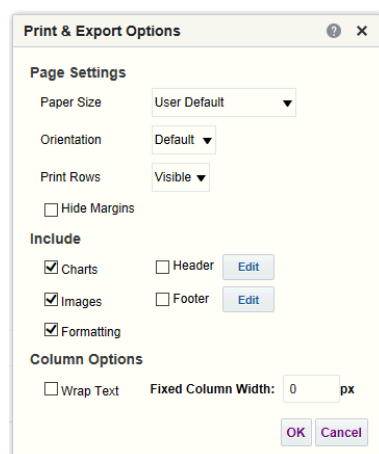 Print & Export Options ? ×
Page Settings
Paper Size User Default
Orientation Default
Print Rows Visible
Hide Margins
Include
Charts Header Edit
Images Footer Edit
Formatting
Column Options
Wrap Text Fixed Column Width: 0 px
OK Cancel